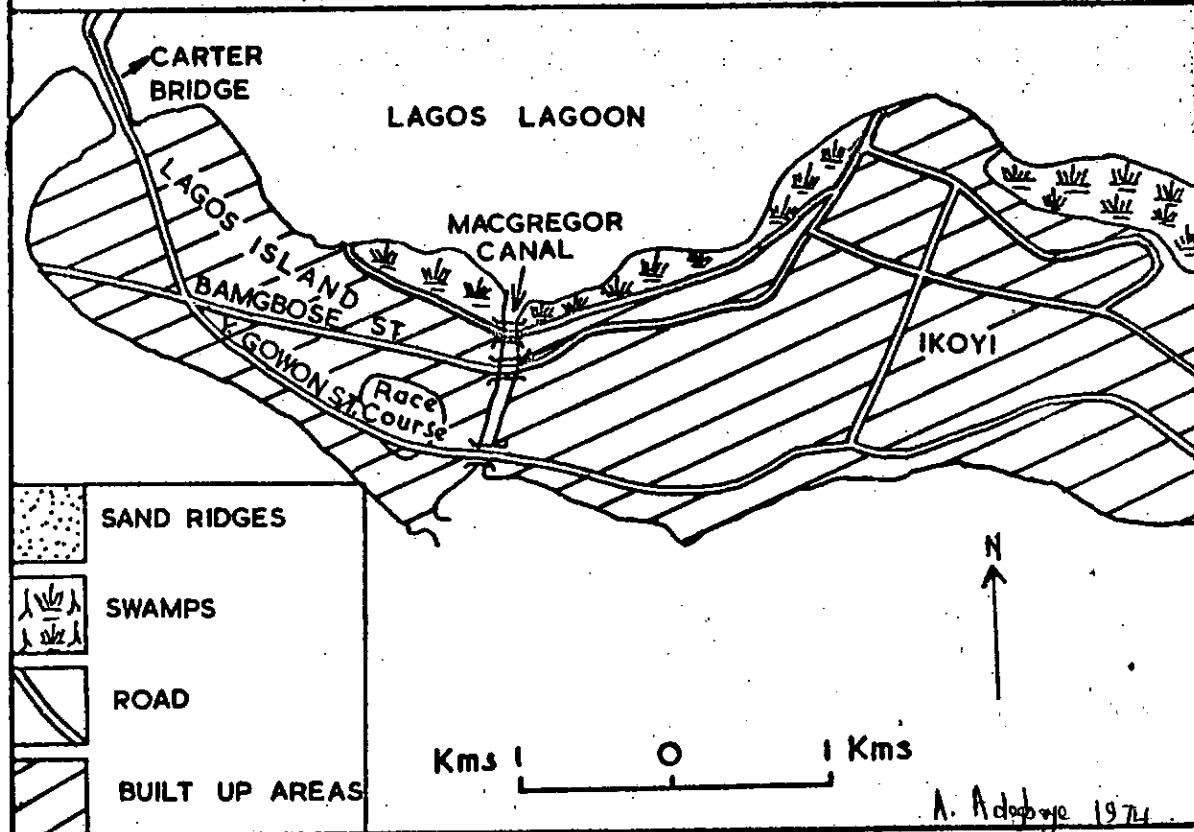 CARTER
BRIDGE
LAGOS LAGOON
LAGOS ISLAND
MACGREGOR
CANAL
BAMGBOSE ST.
GOWON ST.
Race
Course
IKOYI
SAND RIDGES
SWAMPS
ROAD
BUILT UP AREAS
N
Kms 1 0 1 Kms
A. 1974